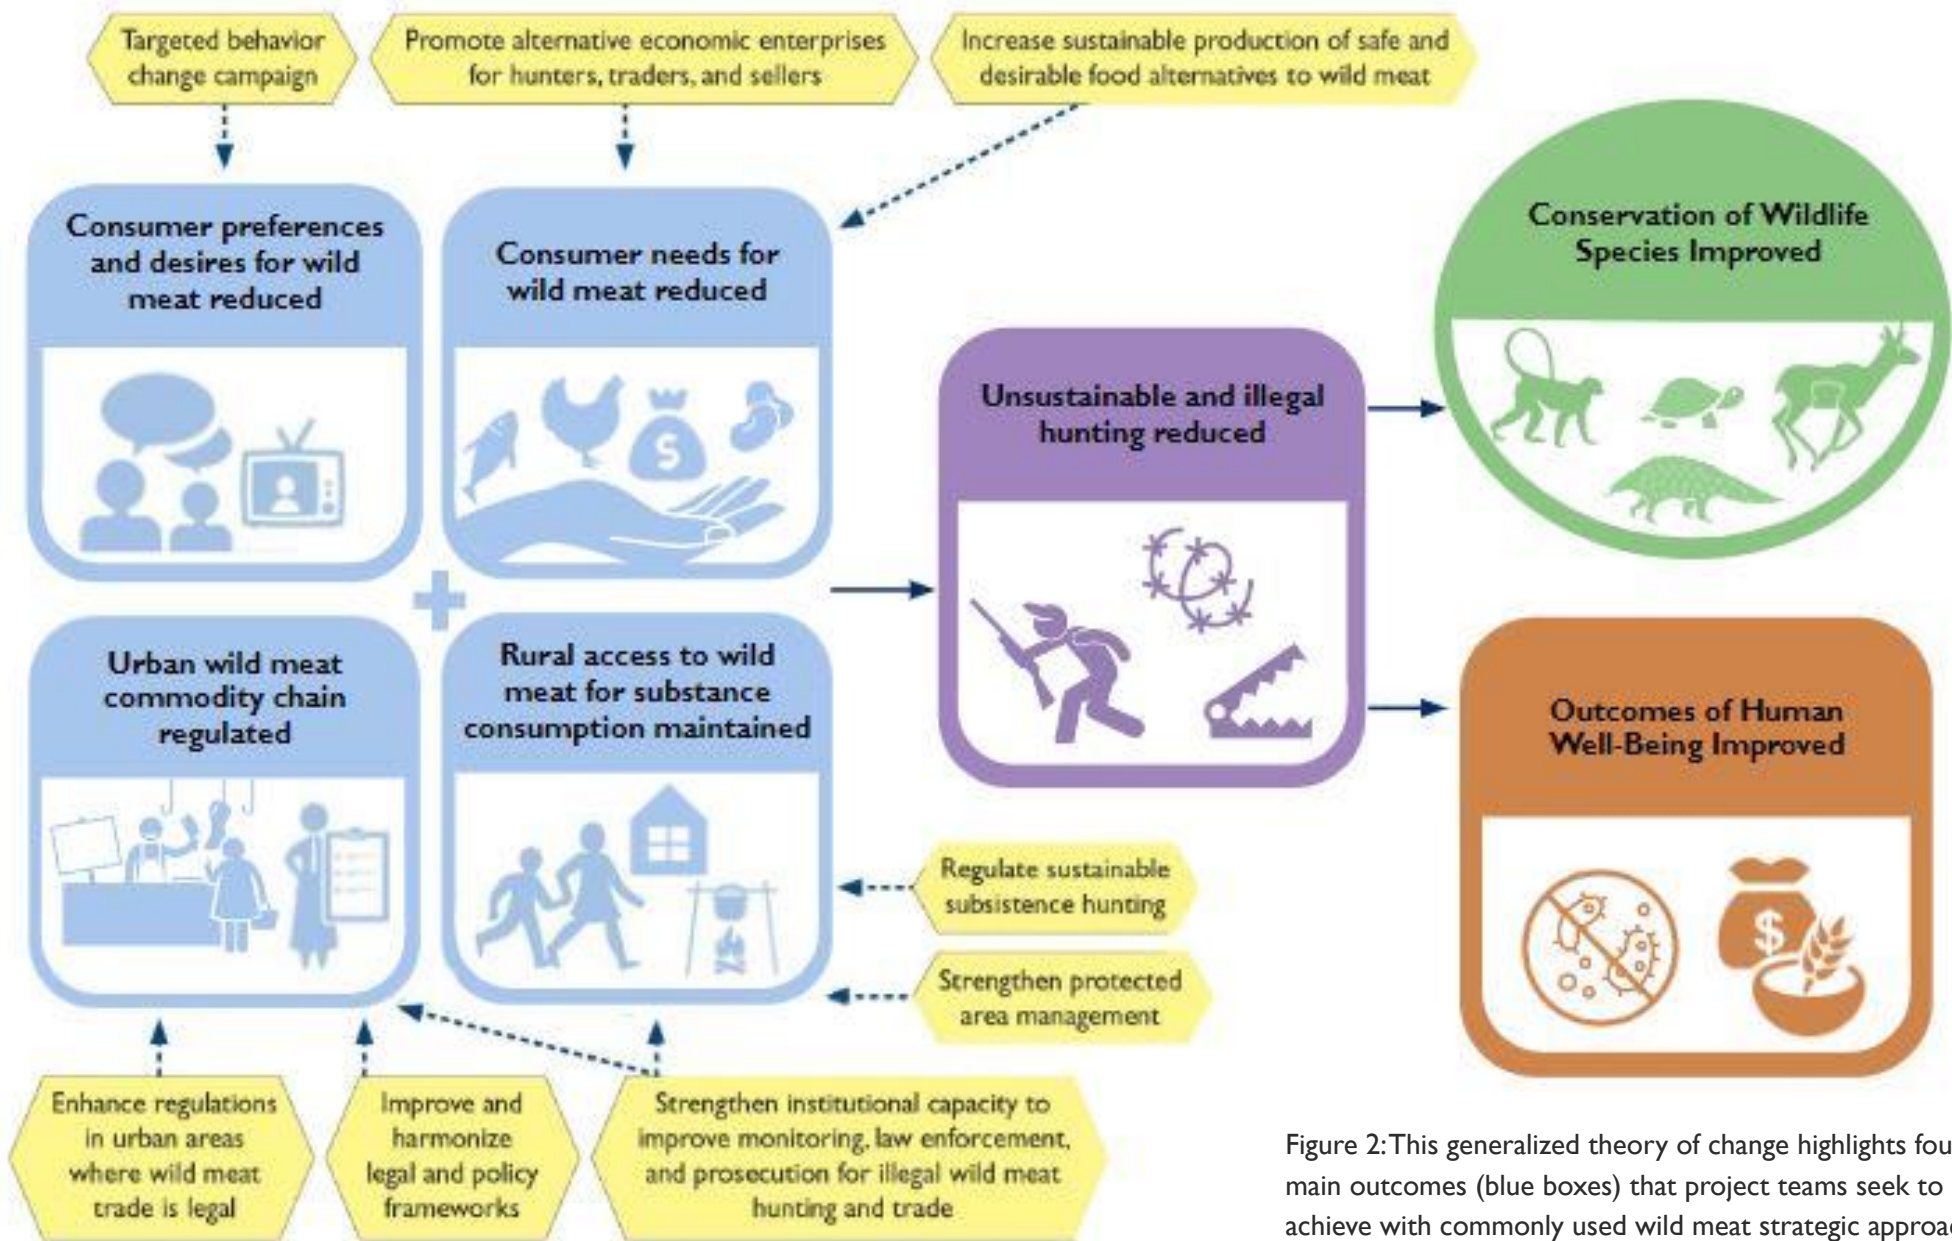 Targeted behavior
change campaign
Promote alternative economic enterprises
for hunters, traders, and sellers
Increase sustainable production of safe and
desirable food alternatives to wild meat
Consumer preferences
and desires for wild
meat reduced
Consumer needs for
wild meat reduced
$
Urban wild meat
commodity chain
regulated
Rural access to wild
meat for substance
consumption maintained
Unsustainable and illegal
hunting reduced
Conservation of Wildlife
Species Improved
Outcomes of Human
Well-Being Improved
$
Regulate sustainable
subsistence hunting
Strengthen protected
area management
Enhance regulations
in urban areas
where wild meat
trade is legal
Improve and
harmonize
legal and policy
frameworks
Strengthen institutional capacity to
improve monitoring, law enforcement,
and prosecution for illegal wild meat
hunting and trade
Figure 2: This generalized theory of change highlights fou
main outcomes (blue boxes) that project teams seek to
achieve with commonly used wild meat strategic approac